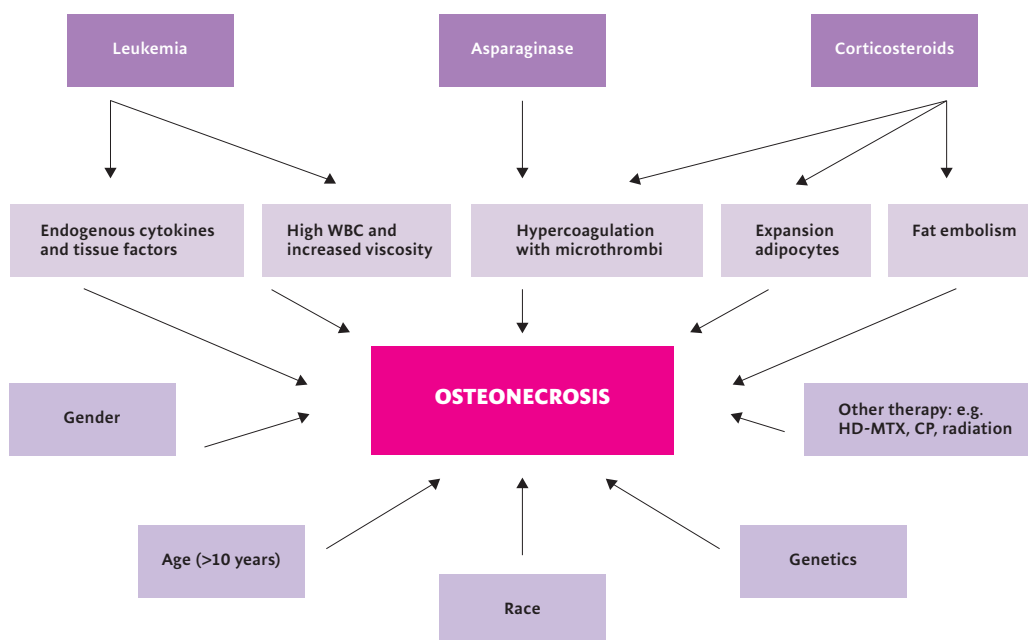 Leukemia
Asparaginase
Corticosteroids
Endogenous cytokines
and tissue factors
High WBC and
increased viscosity
Hypercoagulation
with microthrombi
Expansion
adipocytes
Fat embolism
OSTEONECROSIS
Gender
Other therapy: e.g.
HD-MTX, CP, radiation
Age (>10 years)
Genetics
Race